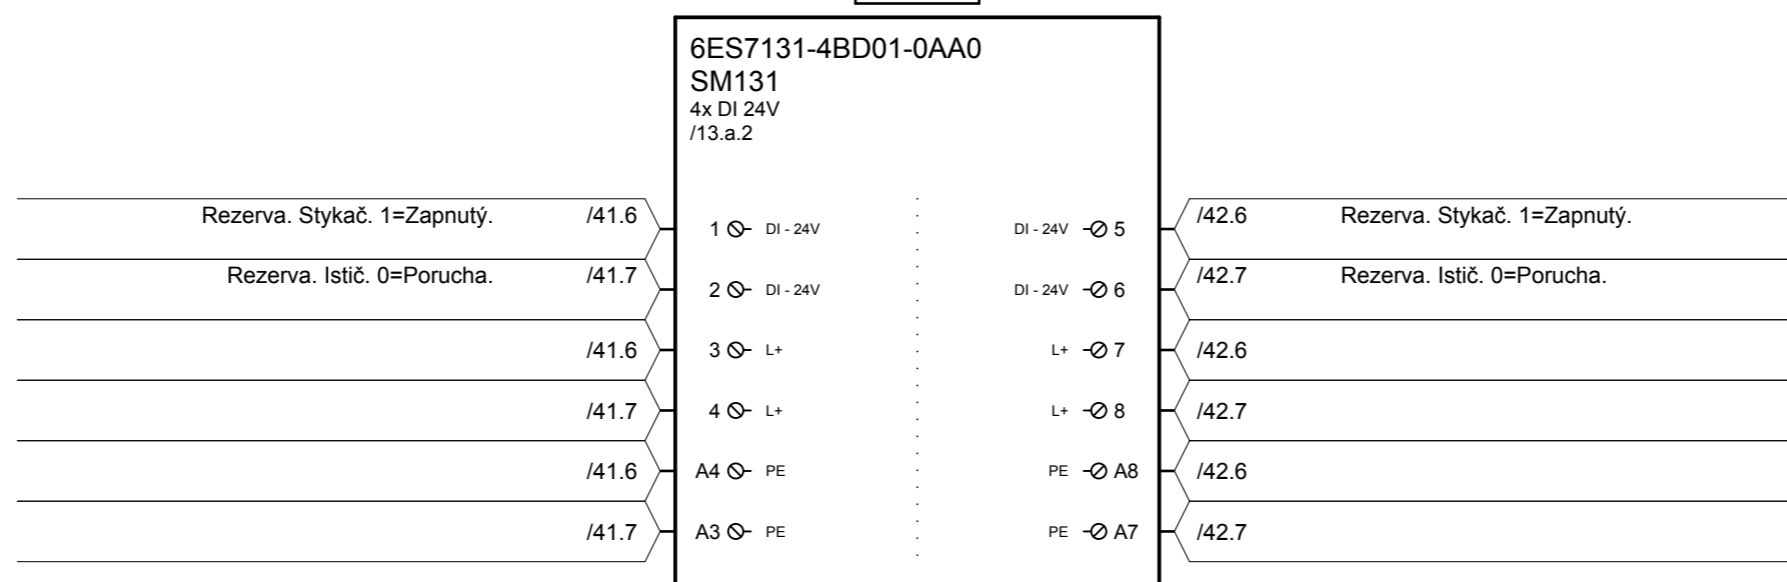 6ES7131-4BD01-0AA0
SM131
4x DI 24V
/13.a.2
Rezerva. Stykač. 1=Zapnutý. /41.6 1 DI - 24V DI - 24V 5 /42.6 Rezerva. Stykač. 1=Zapnutý.
Rezerva. Istič. 0=Porucha. /41.7 2 DI - 24V DI - 24V 6 /42.7 Rezerva. Istič. 0=Porucha.
/41.6 3 L+ L+ 7 /42.6
/41.7 4 L+ L+ 8 /42.7
/41.6 A4 PE PE A8 /42.6
/41.7 A3 PE PE A7 /42.7